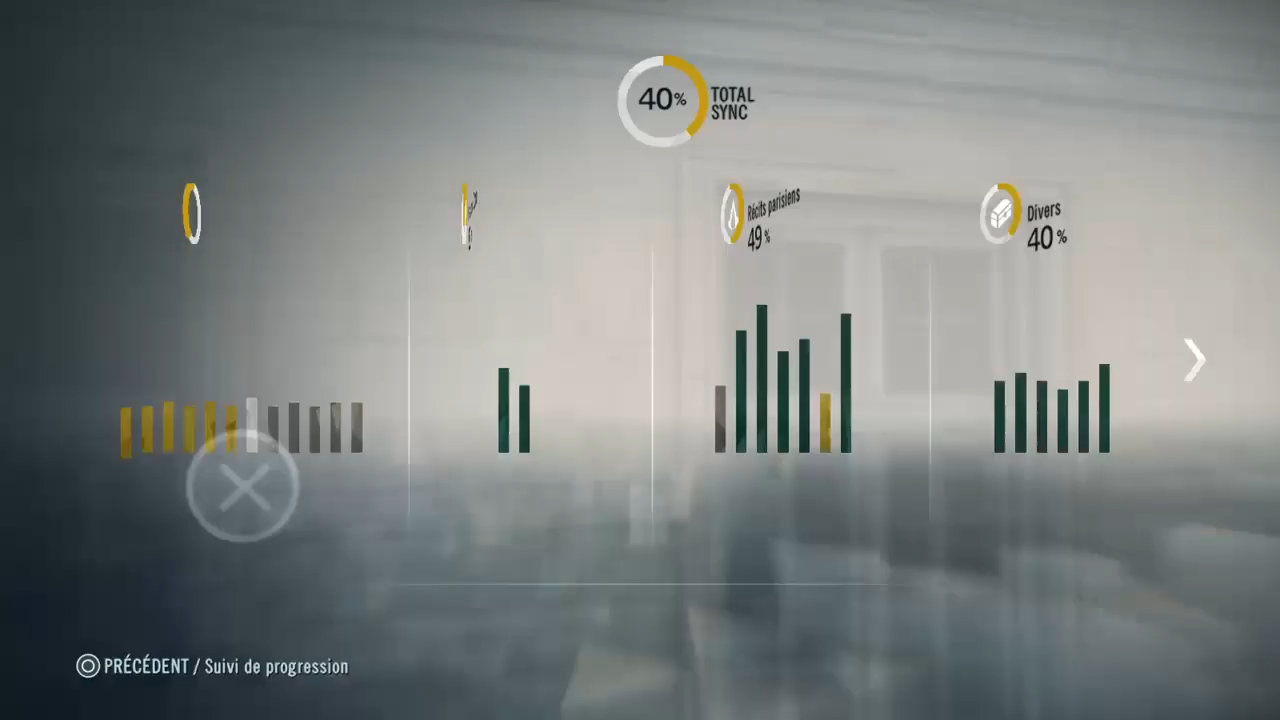 40%
TOTAL
SYNC
Récits parisiens
49%
Divers
40%
PRÉCÉDENT / Suivi de progression